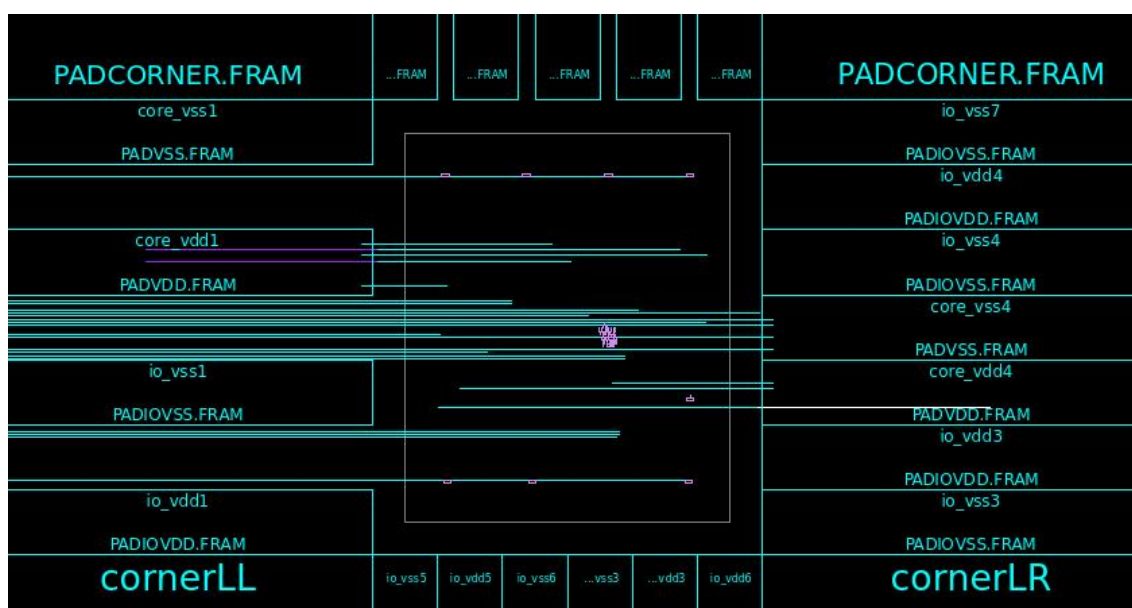 PADCORNER.FRAM
...FRAM
...FRAM
...FRAM
...FRAM
...FRAM
PADCORNER.FRAM
core_vss1
PADVSS.FRAM
core_vdd1
PADVDD.FRAM
io_vss1
PADIOVSS.FRAM
io_vdd1
PADIOVDD.FRAM
cornerLL
io_vss5
io_vdd5
io_vss6
...vss3
...vdd3
io_vdd6
io_vss7
PADIOVSS.FRAM
io_vdd4
PADIOVDD.FRAM
io_vss4
PADIOVSS.FRAM
core_vss4
PADVSS.FRAM
core_vdd4
PADVDD.FRAM
io_vdd3
PADIOVDD.FRAM
io_vss3
PADIOVSS.FRAM
cornerLR